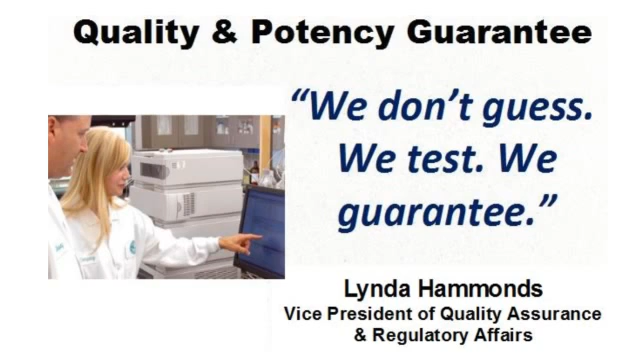 Quality & Potency Guarantee
“We don’t guess.
We test. We
guarantee.”
Lynda Hammonds
Vice President of Quality Assurance
& Regulatory Affairs